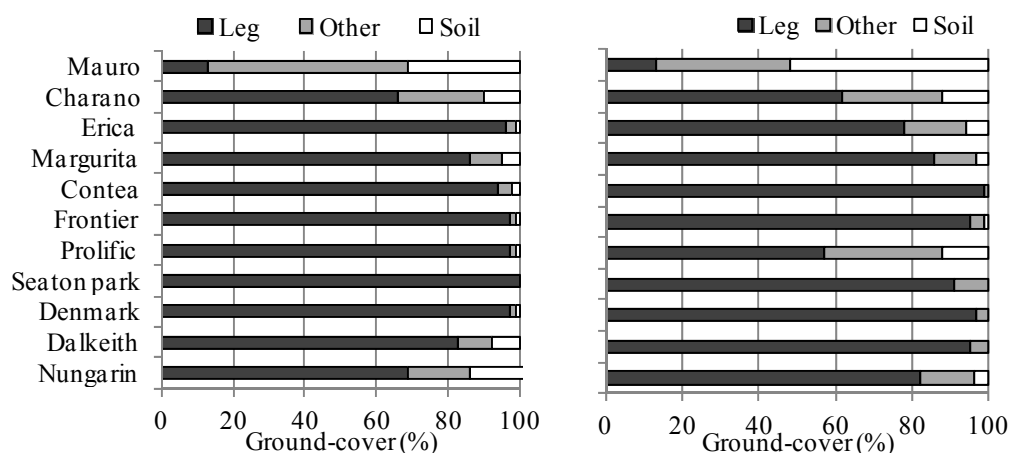 Leg Other Soil
Leg Other Soil
Mauro
Charano
Erica
Margurita
Contea
Frontier
Prolific
Seaton park
Denmark
Dalkeith
Nungarin
0 20 40 60 80 100
0 20 40 60 80 100
Ground-cover (%)
Ground-cover (%)